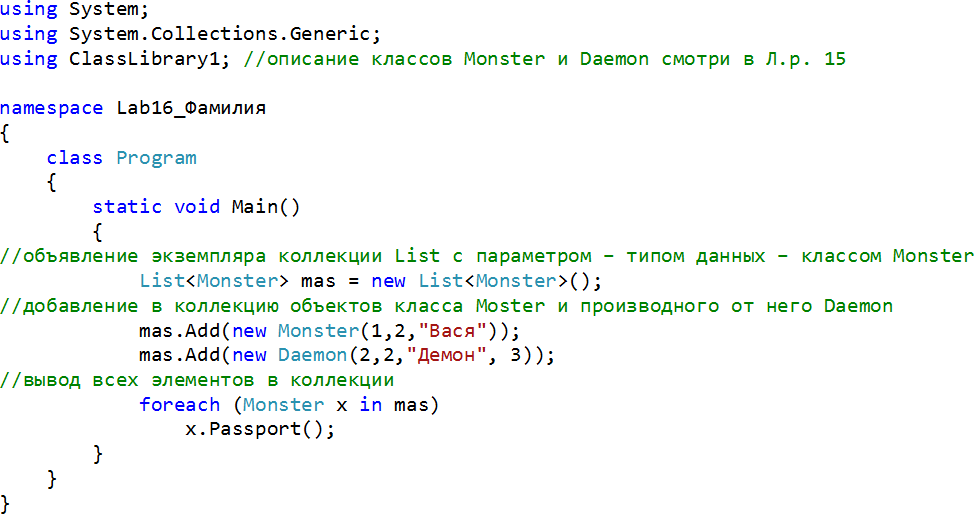 using System;
using System.Collections.Generic;
using ClassLibrary1; //описание классов Monster и Daemon смотри в Л.р. 15
namespace Lab16_Фамилия
{
class Program
{
static void Main()
{
//объявление экземпляра коллекции List с параметром – типом данных – классом Monster
List<Monster> mas = new List<Monster>();
//добавление в коллекцию объектов класса Moster и производного от него Daemon
mas.Add(new Monster(1,2,"Вася"));
mas.Add(new Daemon(2,2,"Демон", 3));
//вывод всех элементов в коллекции
foreach (Monster x in mas)
x.Passport();
}
}
}